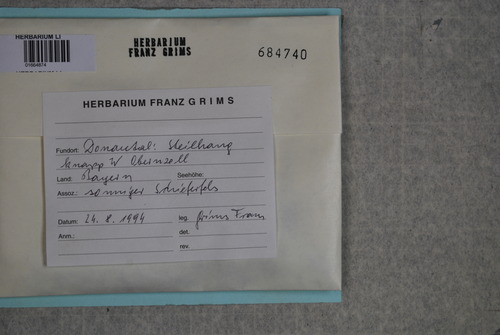 HERBARIUM LI
HERBARIUM
FRANZ GRIMS
684740
HERBARIUM FRANZ GRIMS
Fundort: Donautal: Steilhang
knapp W Obernzell
Land: Bayern Seehöhe:
Assoz.: sonniger Schieferfels
Datum: 24. 8. 1994 leg. Grims Franz
Anm.: det.
rev.